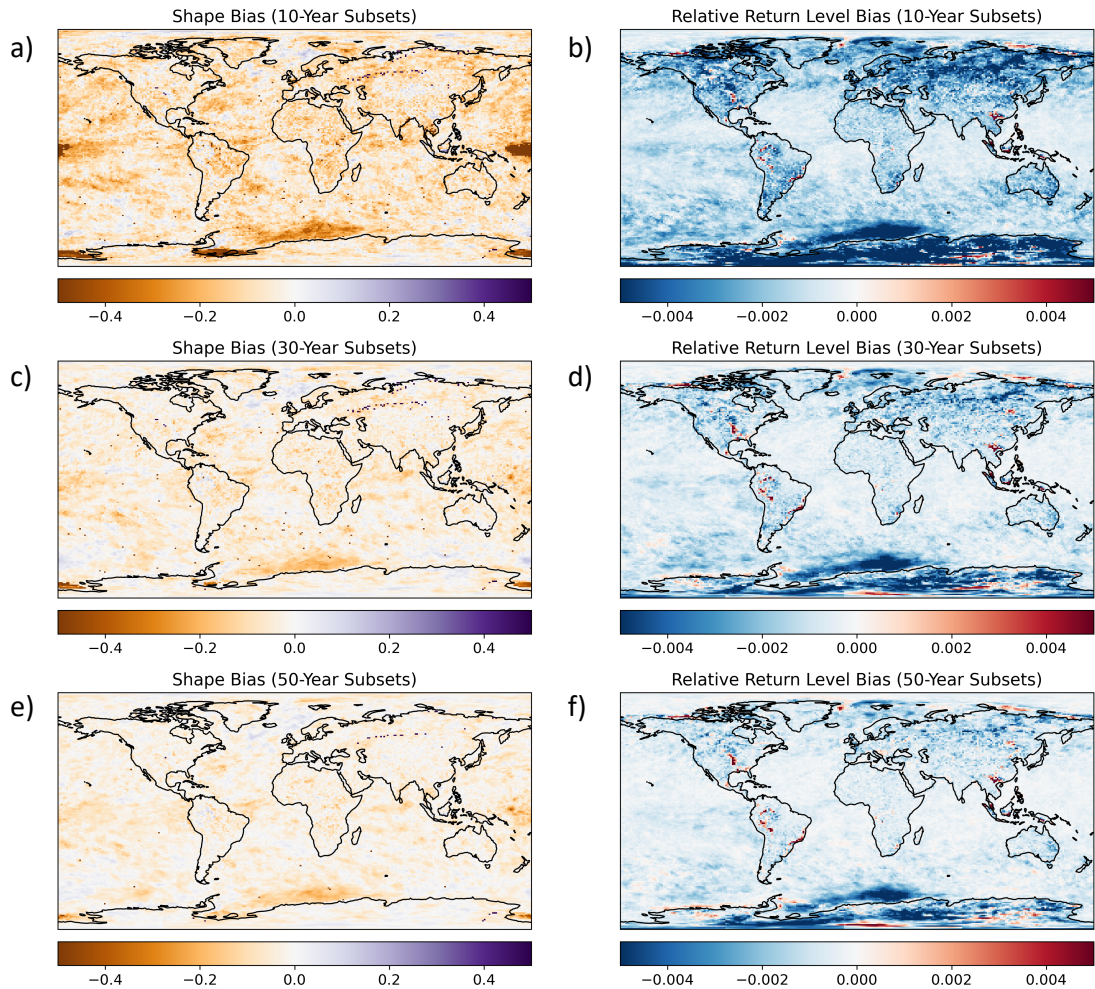 Shape Bias (10-Year Subsets)
Relative Return Level Bias (10-Year Subsets)
a)
b)
−0.4 −0.2 0.0 0.2 0.4
−0.004 −0.002 0.000 0.002 0.004
Shape Bias (30-Year Subsets)
Relative Return Level Bias (30-Year Subsets)
c)
d)
−0.4 −0.2 0.0 0.2 0.4
−0.004 −0.002 0.000 0.002 0.004
Shape Bias (50-Year Subsets)
Relative Return Level Bias (50-Year Subsets)
e)
f)
−0.4 −0.2 0.0 0.2 0.4
−0.004 −0.002 0.000 0.002 0.004